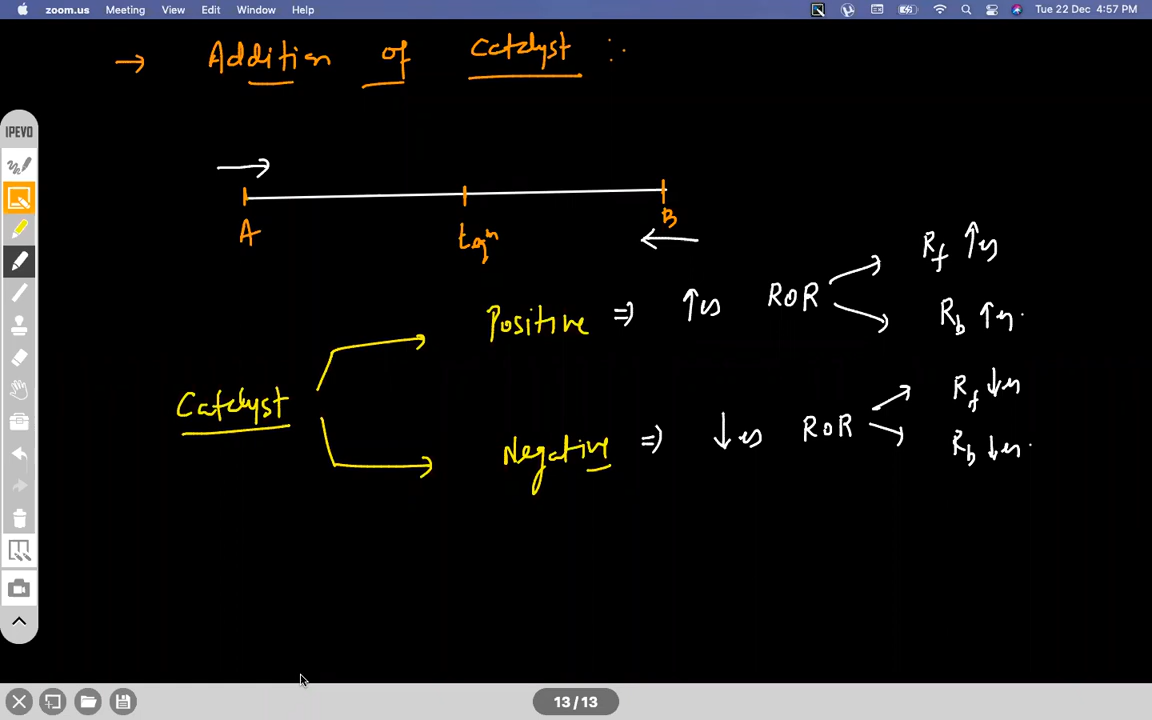 zoom.us Meeting View Edit Window Help Tue 22 Dec 4:57 PM
→ Addition of Catalyst :-
IPEVO
A teqⁿ B
Rf ↑es
Positive ⇒ ↑es ROR
Rb ↑es.
Rf ↓es
Catalyst
Negative ⇒ ↓es ROR
Rb ↓es.
13/13